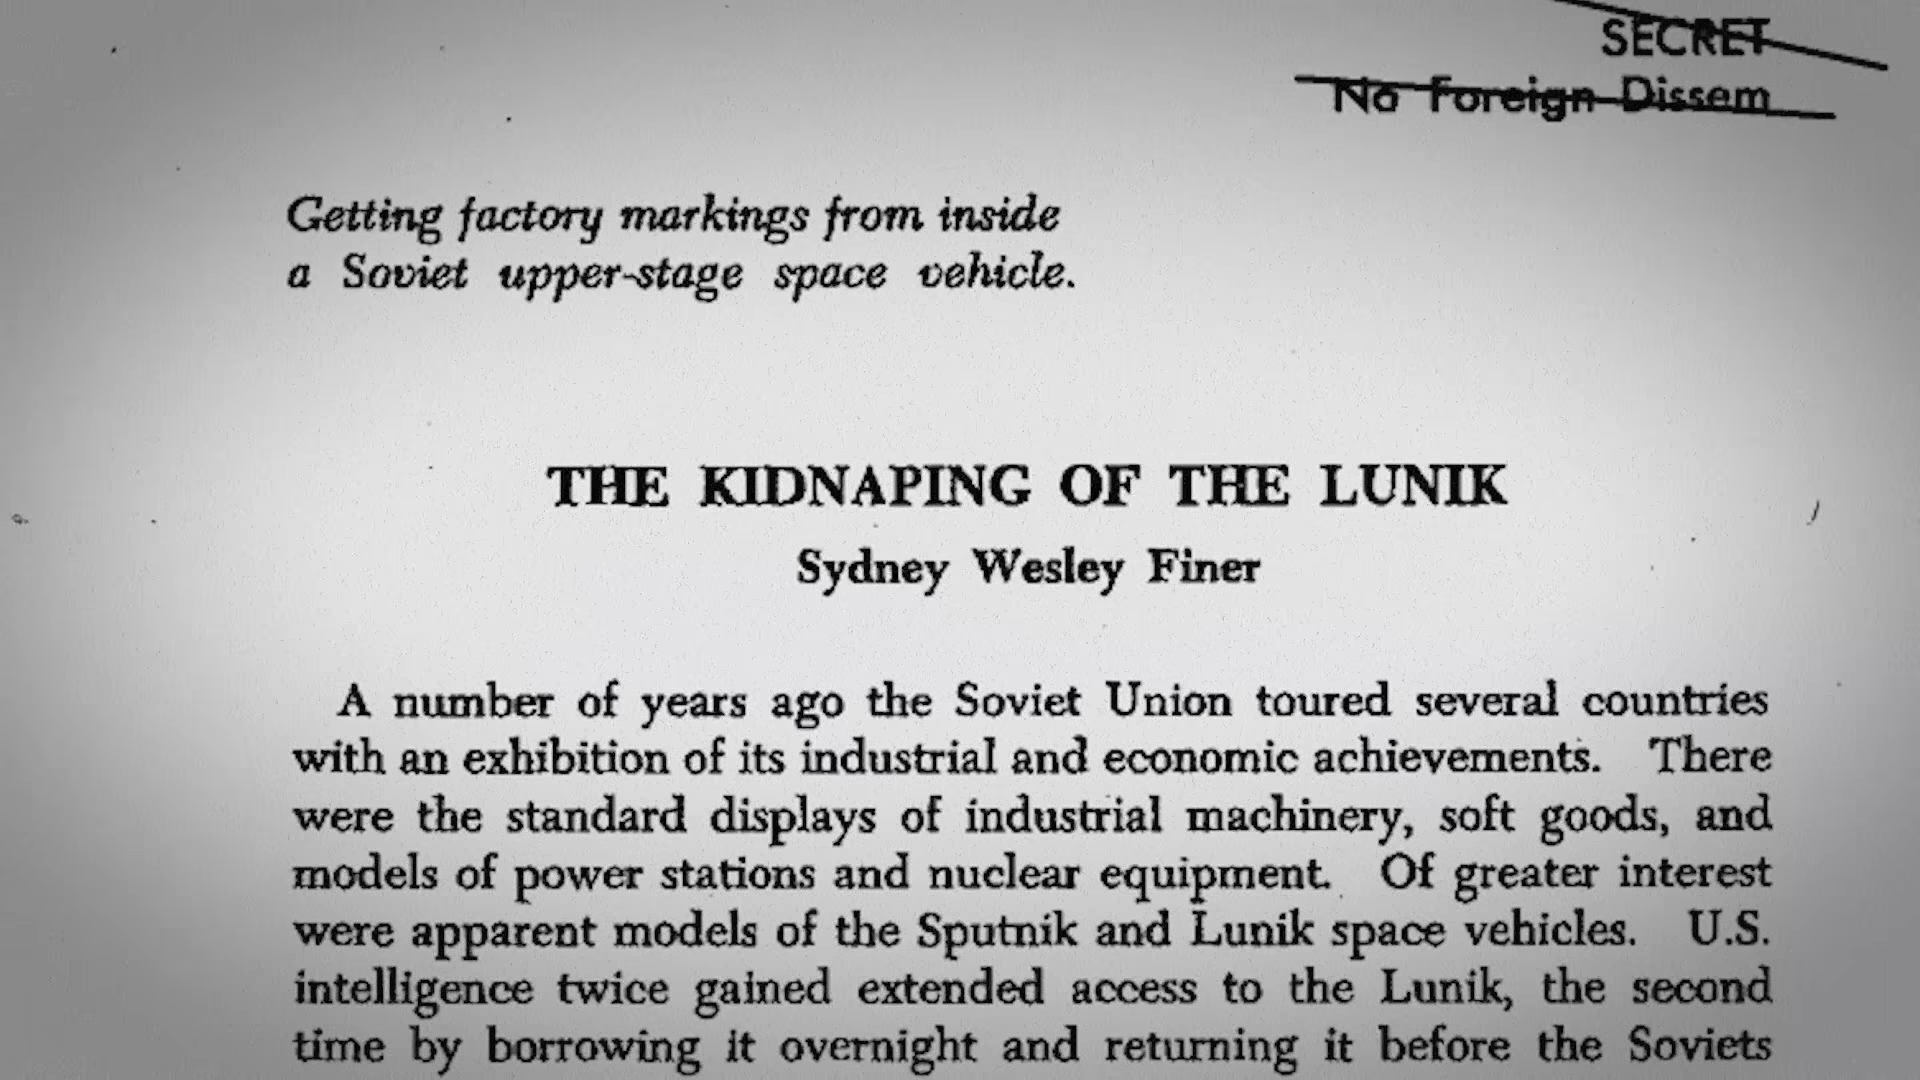 SECRET
No Foreign Dissem
Getting factory markings from inside
a Soviet upper-stage space vehicle.
THE KIDNAPING OF THE LUNIK
Sydney Wesley Finer
A number of years ago the Soviet Union toured several countries
with an exhibition of its industrial and economic achievements. There
were the standard displays of industrial machinery, soft goods, and
models of power stations and nuclear equipment. Of greater interest
were apparent models of the Sputnik and Lunik space vehicles. U.S.
intelligence twice gained extended access to the Lunik, the second
time by borrowing it overnight and returning it before the Soviets